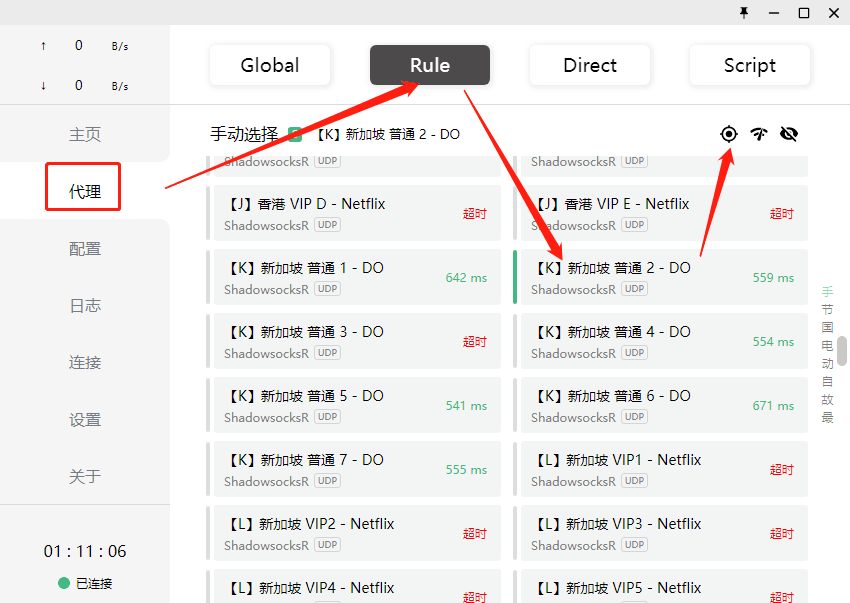 ↑ 0 B/s
↓ 0 B/s
主页
代理
配置
日志
连接
设置
关于
01 : 11 : 06
已连接
Global
Rule
Direct
Script
手动选择 【K】新加坡 普通 2 - DO
ShadowsocksR UDP
ShadowsocksR UDP
【J】香港 VIP D - Netflix
ShadowsocksR UDP
超时
【J】香港 VIP E - Netflix
ShadowsocksR UDP
超时
【K】新加坡 普通 1 - DO
ShadowsocksR UDP
642 ms
【K】新加坡 普通 2 - DO
ShadowsocksR UDP
559 ms
【K】新加坡 普通 3 - DO
ShadowsocksR UDP
超时
【K】新加坡 普通 4 - DO
ShadowsocksR UDP
554 ms
【K】新加坡 普通 5 - DO
ShadowsocksR UDP
541 ms
【K】新加坡 普通 6 - DO
ShadowsocksR UDP
671 ms
【K】新加坡 普通 7 - DO
ShadowsocksR UDP
555 ms
【L】新加坡 VIP1 - Netflix
ShadowsocksR UDP
超时
【L】新加坡 VIP2 - Netflix
ShadowsocksR UDP
超时
【L】新加坡 VIP3 - Netflix
ShadowsocksR UDP
超时
【L】新加坡 VIP4 - Netflix
超时
【L】新加坡 VIP5 - Netflix
超时
手
节
国
电
动
自
故
最